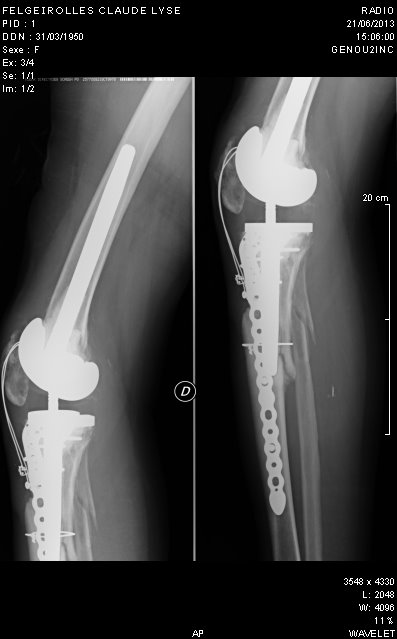 FELGEIROLLES CLAUDE LYSE
PID : 1
DDN : 31/03/1950
Sexe : F
Ex: 3/4
Se: 1/1
Im: 1/2
RADIO
21/06/2013
15:06:00
GENOU2INC
20 cm
D
3548 x 4330
L: 2048
W: 4096
11 %
AP
WAVELET